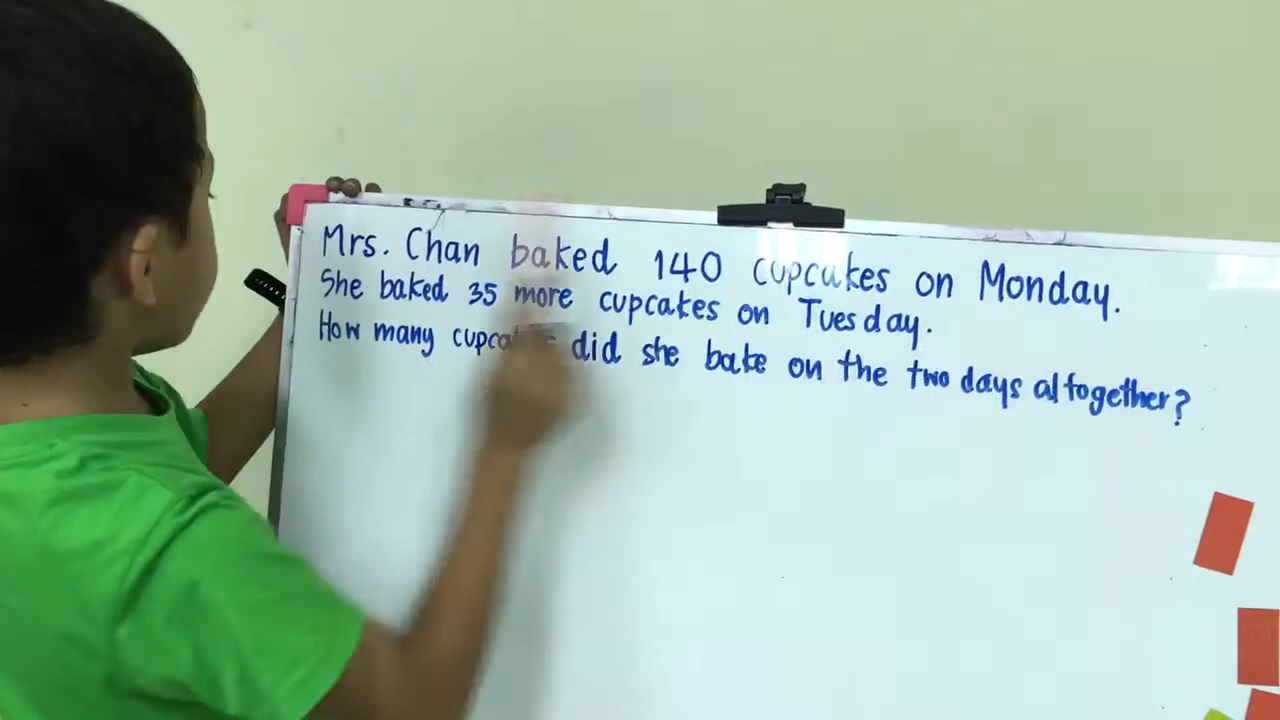 Mrs. Chan baked 140 cupcakes on Monday.
She baked 35 more cupcakes on Tuesday.
How many cupcakes did she bake on the two days altogether?